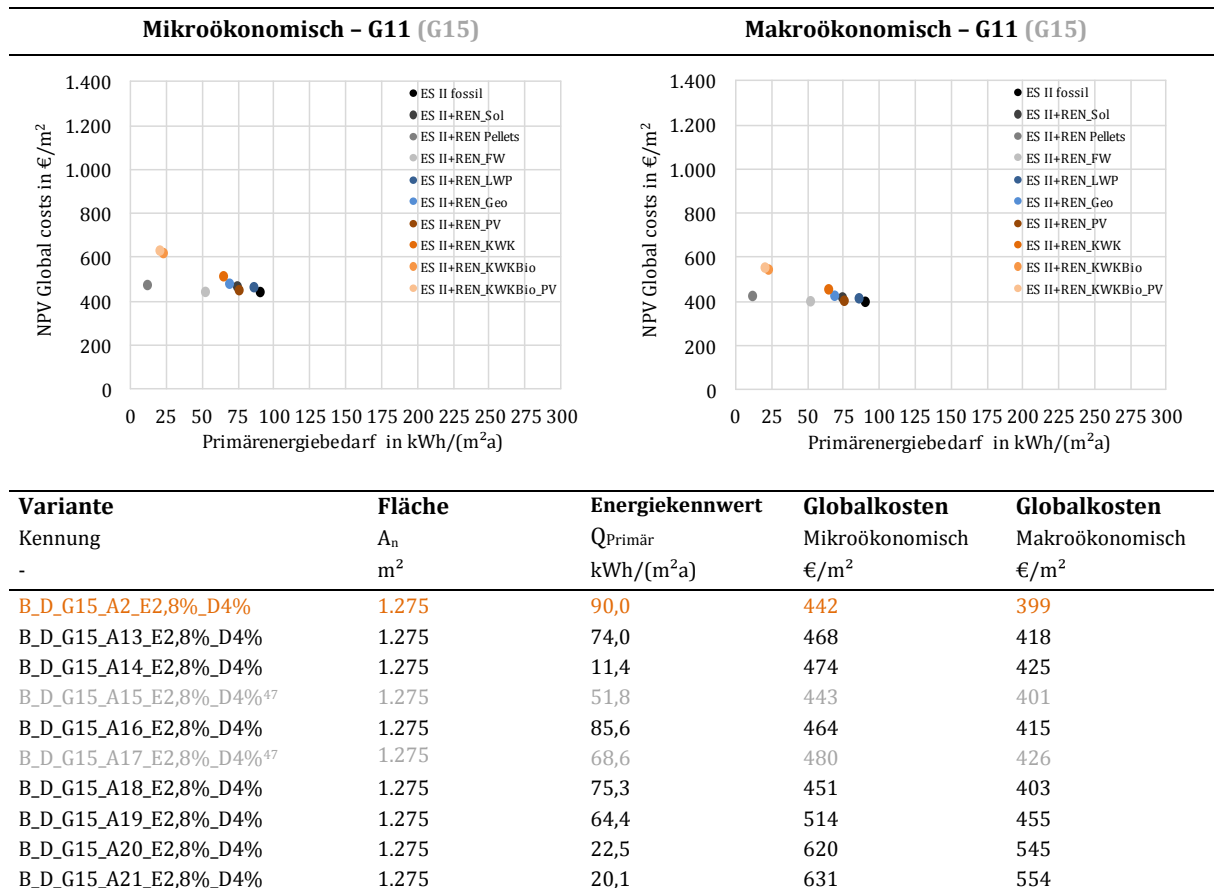 Mikroökonomisch – G11 (G15)
Makroökonomisch – G11 (G15)
NPV Global costs in €/m²
1.400
1.200
1.000
800
600
400
200
0
0 25 50 75 100 125 150 175 200 225 250 275 300
Primärenergiebedarf in kWh/(m²a)
ES II fossil
ES II+REN_Sol
ES II+REN Pellets
ES II+REN_FW
ES II+REN_LWP
ES II+REN_Geo
ES II+REN_PV
ES II+REN_KWK
ES II+REN_KWKBio
ES II+REN_KWKBio_PV
NPV Global costs in €/m²
1.400
1.200
1.000
800
600
400
200
0
0 25 50 75 100 125 150 175 200 225 250 275 300
Primärenergiebedarf in kWh/(m²a)
ES II fossil
ES II+REN_Sol
ES II+REN Pellets
ES II+REN_FW
ES II+REN_LWP
ES II+REN_Geo
ES II+REN_PV
ES II+REN_KWK
ES II+REN_KWKBio
ES II+REN_KWKBio_PV
Variante Fläche Energiekennwert Globalkosten Globalkosten
Kennung An QPrimär Mikroökonomisch Makroökonomisch
- m² kWh/(m²a) €/m² €/m²
B_D_G15_A2_E2,8%_D4% 1.275 90,0 442 399
B_D_G15_A13_E2,8%_D4% 1.275 74,0 468 418
B_D_G15_A14_E2,8%_D4% 1.275 11,4 474 425
B_D_G15_A15_E2,8%_D4%⁴⁷ 1.275 51,8 443 401
B_D_G15_A16_E2,8%_D4% 1.275 85,6 464 415
B_D_G15_A17_E2,8%_D4%⁴⁷ 1.275 68,6 480 426
B_D_G15_A18_E2,8%_D4% 1.275 75,3 451 403
B_D_G15_A19_E2,8%_D4% 1.275 64,4 514 455
B_D_G15_A20_E2,8%_D4% 1.275 22,5 620 545
B_D_G15_A21_E2,8%_D4% 1.275 20,1 631 554